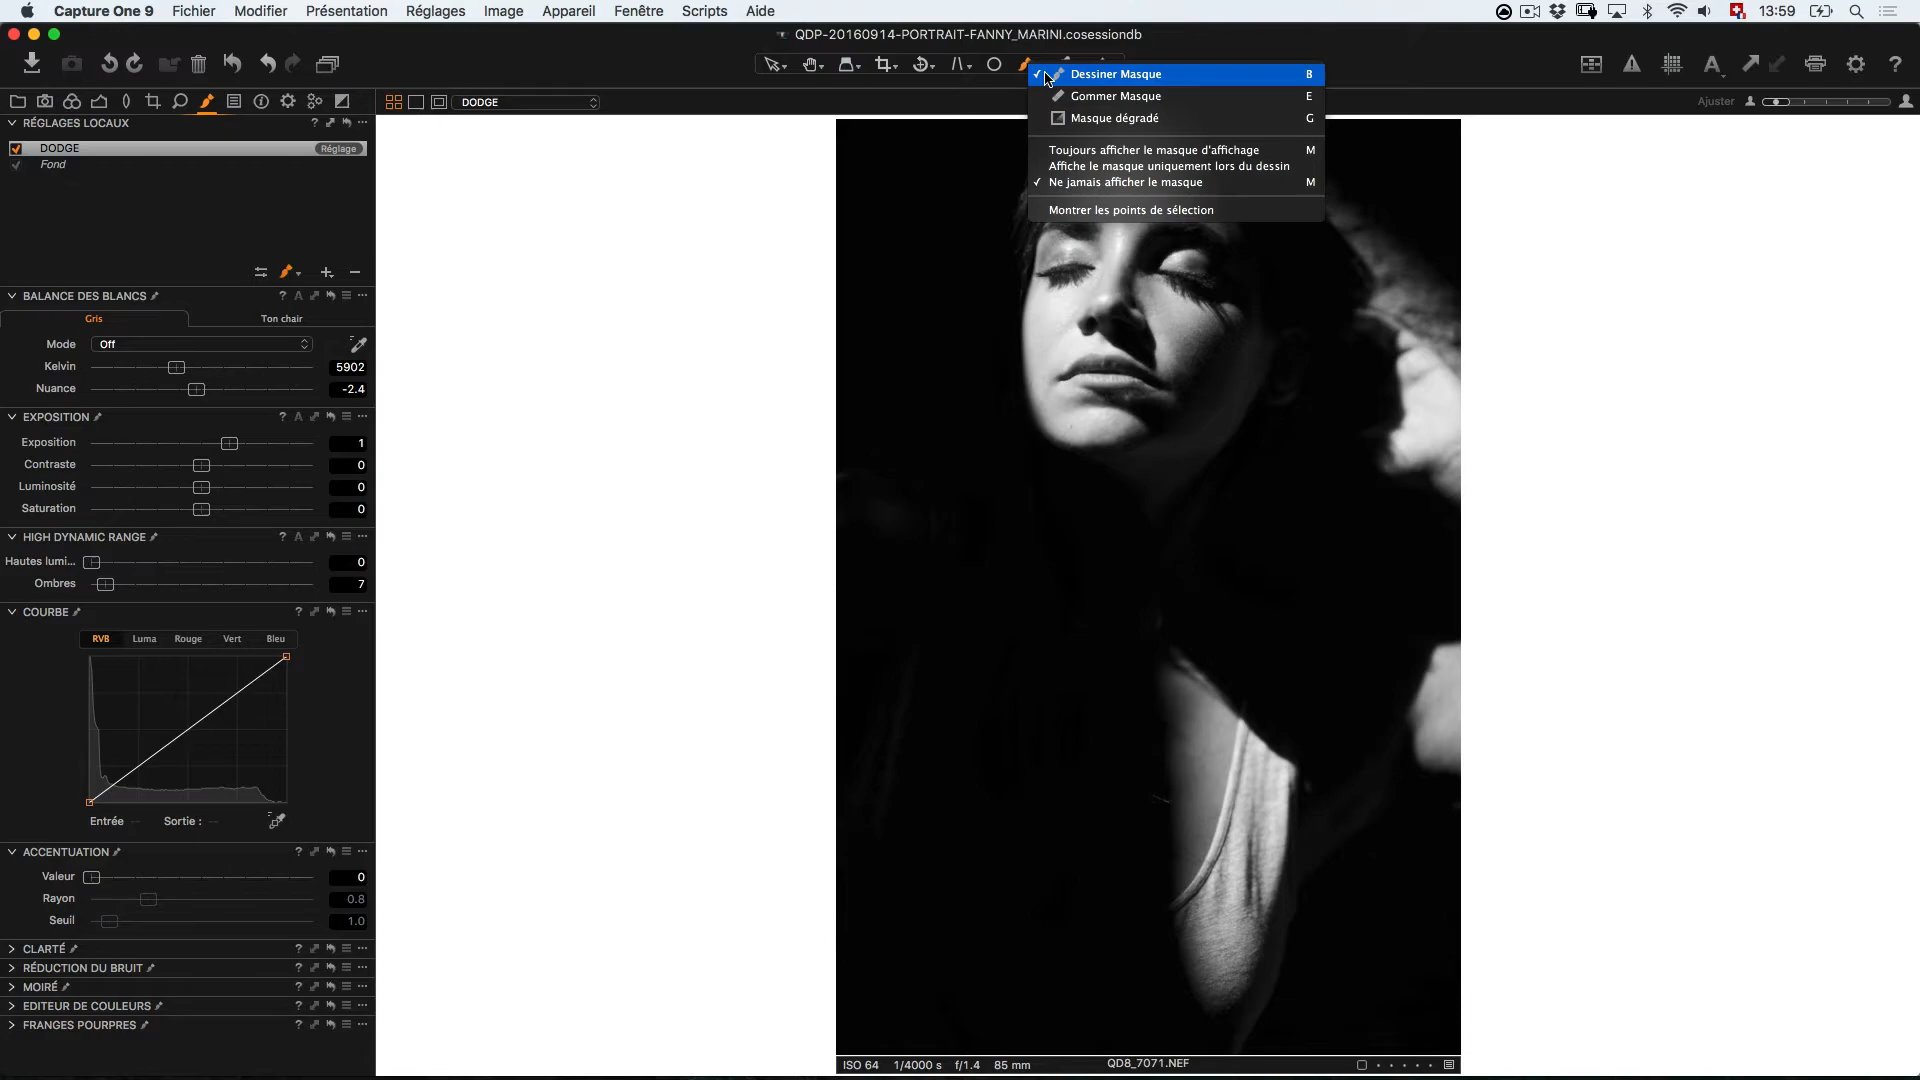 Capture One 9 Fichier Modifier Présentation Réglages Image Appareil Fenêtre Scripts Aide 13:59
QDP-20160914-PORTRAIT-FANNY_MARINI.cosessiondb
DODGE
Ajuster
Dessiner Masque B
Gommer Masque E
Masque dégradé G
Toujours afficher le masque d'affichage M
Affiche le masque uniquement lors du dessin
Ne jamais afficher le masque M
Montrer les points de sélection
RÉGLAGES LOCAUX ?
DODGE Réglage
Fond
BALANCE DES BLANCS ? A
Gris Ton chair
Mode Off
Kelvin 5902
Nuance -2.4
EXPOSITION ? A
Exposition 1
Contraste 0
Luminosité 0
Saturation 0
HIGH DYNAMIC RANGE ? A
Hautes lumi... 0
Ombres 7
COURBE ?
RVB Luma Rouge Vert Bleu
Entrée -- Sortie : --
ACCENTUATION ?
Valeur 0
Rayon 0.8
Seuil 1.0
CLARTÉ ?
RÉDUCTION DU BRUIT ?
MOIRÉ ?
EDITEUR DE COULEURS ?
FRANGES POURPRES ?
ISO 64 1/4000 s f/1.4 85 mm QD8_7071.NEF